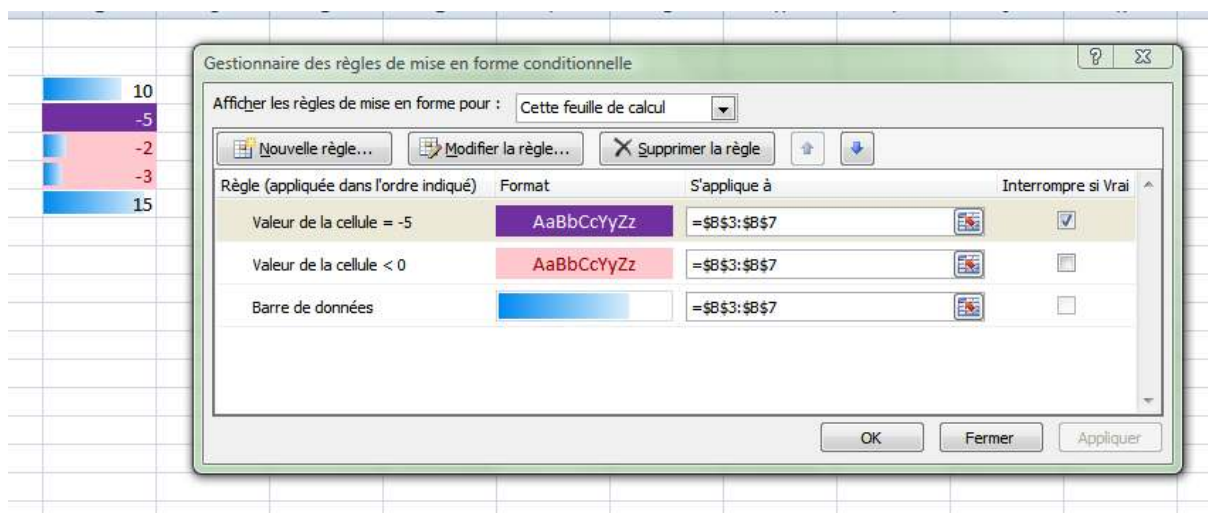 Gestionnaire des règles de mise en forme conditionnelle
Afficher les règles de mise en forme pour : Cette feuille de calcul
10
-5
-2
-3
15
Nouvelle règle... Modifier la règle... Supprimer la règle
Règle (appliquée dans l'ordre indiqué) Format S'applique à Interrompre si Vrai
Valeur de la cellule = -5 AaBbCcYyZz =$B$3:$B$7
Valeur de la cellule < 0 AaBbCcYyZz =$B$3:$B$7
Barre de données =$B$3:$B$7
OK Fermer Appliquer